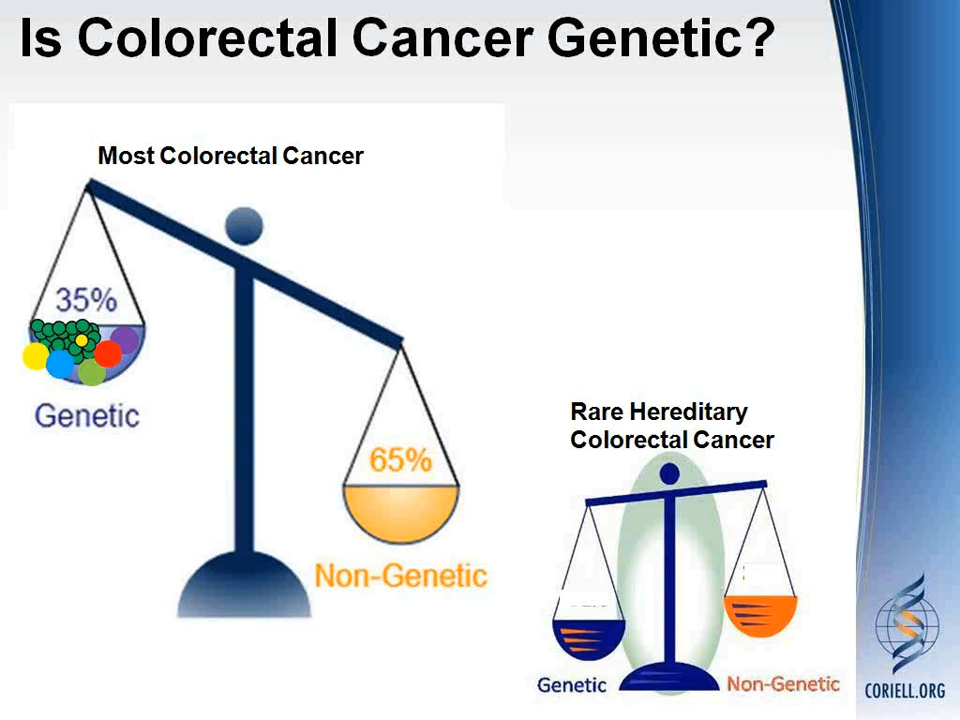 Is Colorectal Cancer Genetic?
Most Colorectal Cancer
35%
Genetic
65%
Non-Genetic
Rare Hereditary
Colorectal Cancer
Genetic
Non-Genetic
CORIELL.ORG